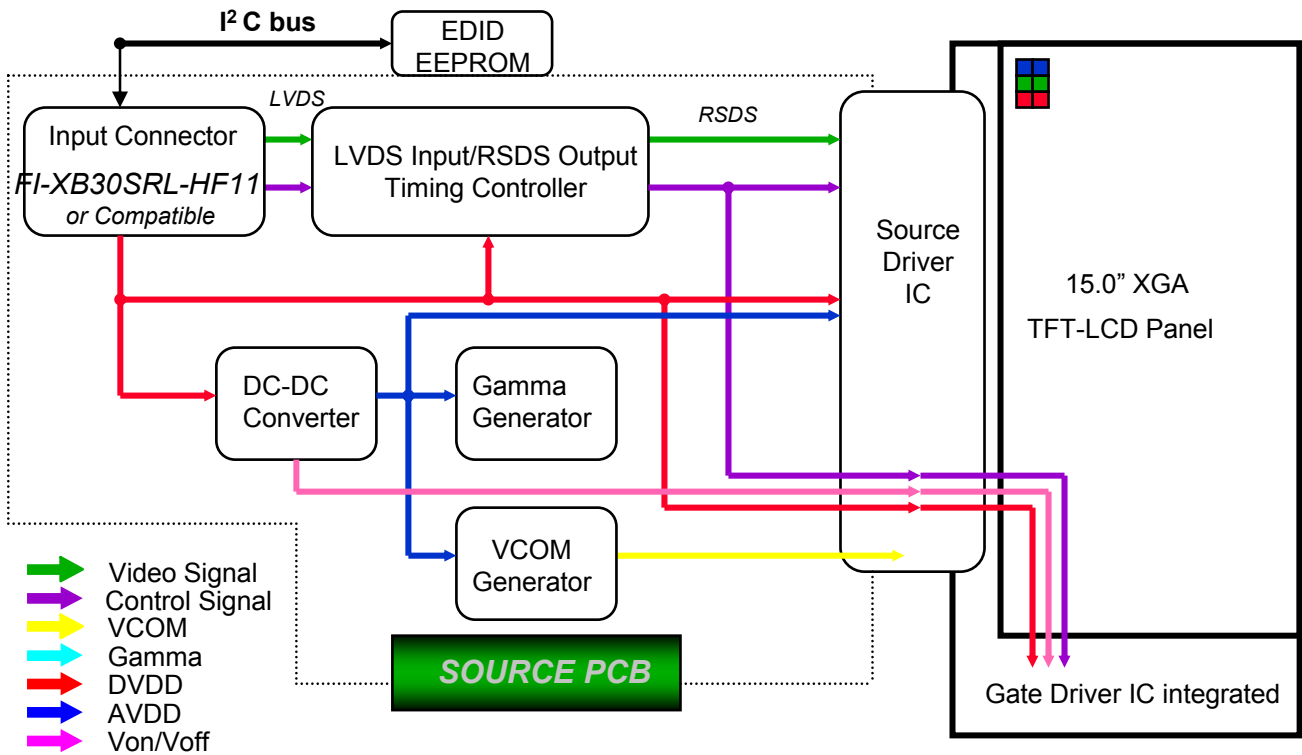 I² C bus
EDID
EEPROM
LVDS
RSDS
Input Connector
FI-XB30SRL-HF11
or Compatible
LVDS Input/RSDS Output
Timing Controller
Source
Driver
IC
15.0” XGA
TFT-LCD Panel
DC-DC
Converter
Gamma
Generator
VCOM
Generator
Video Signal
Control Signal
VCOM
Gamma
DVDD
AVDD
Von/Voff
SOURCE PCB
Gate Driver IC integrated